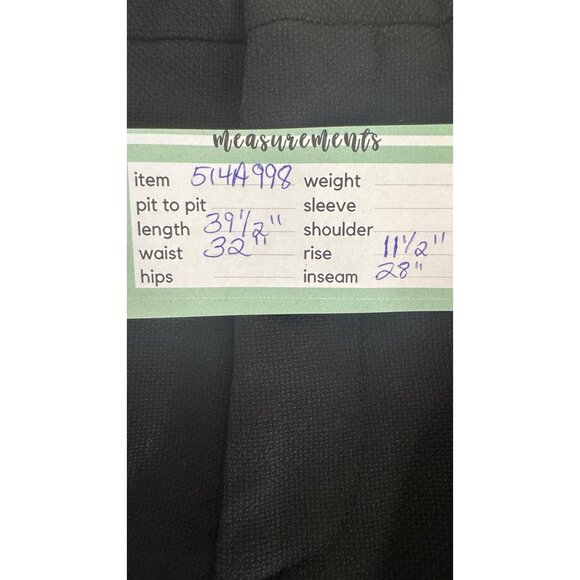 measurements
item 514A998 weight
pit to pit sleeve
length 39 1/2" shoulder
waist 32" rise 11 1/2"
hips inseam 28"